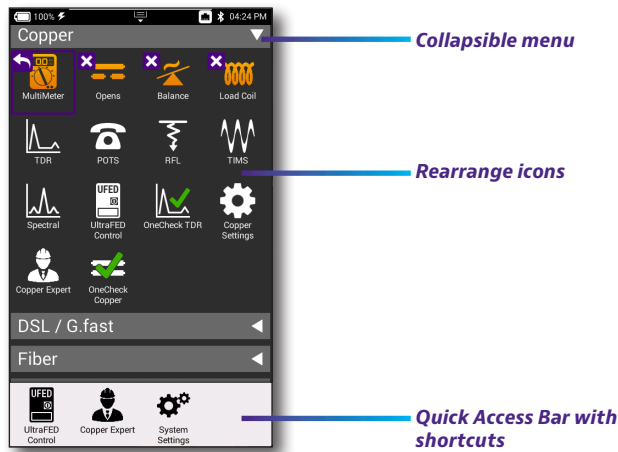 100%
04:24 PM
Copper
Collapsible menu
MultiMeter
Opens
Balance
Load Coil
TDR
POTS
RFL
TIMS
Rearrange icons
UFED
Spectral
UltraFED
Control
OneCheck TDR
Copper
Settings
Copper Expert
OneCheck
Copper
DSL / G.fast
Fiber
UFED
UltraFED
Control
Copper Expert
System
Settings
Quick Access Bar with
shortcuts